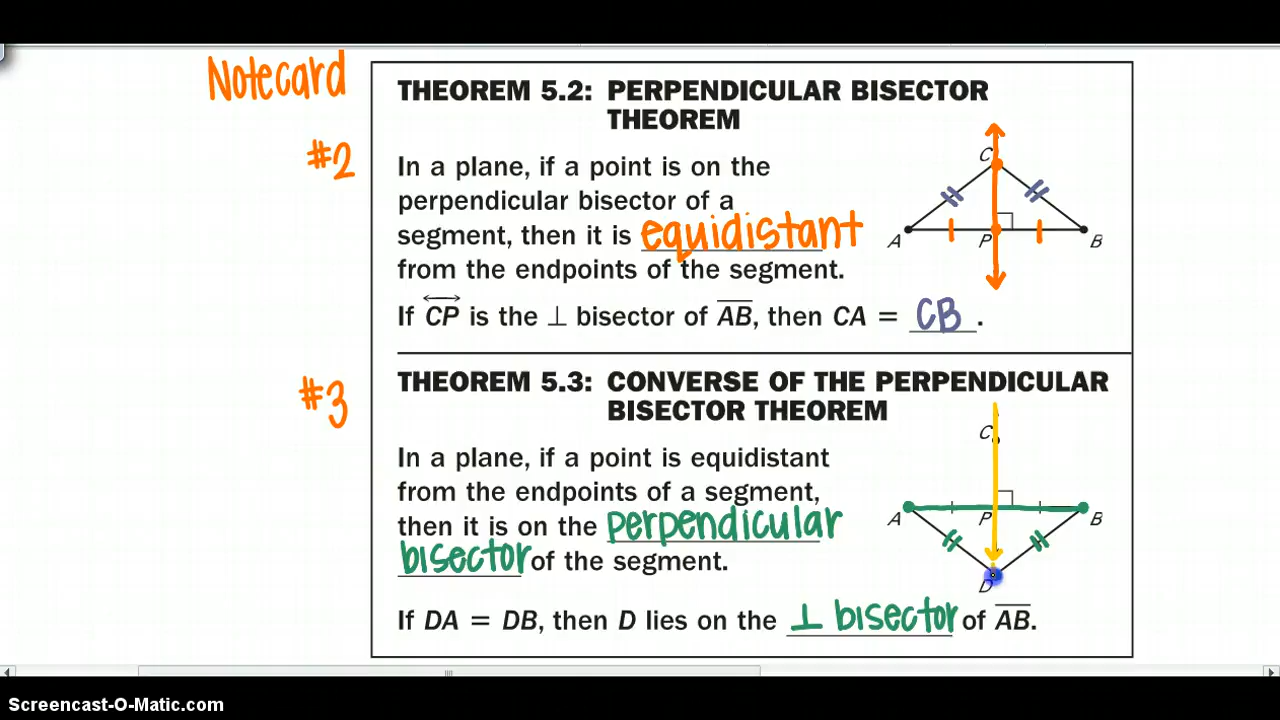 Notecard
#2
THEOREM 5.2: PERPENDICULAR BISECTOR
THEOREM
In a plane, if a point is on the
perpendicular bisector of a
segment, then it is equidistant
from the endpoints of the segment.
If CP is the ⊥ bisector of AB, then CA = CB.
C
A
P
B
#3
THEOREM 5.3: CONVERSE OF THE PERPENDICULAR
BISECTOR THEOREM
In a plane, if a point is equidistant
from the endpoints of a segment,
then it is on the perpendicular
bisector of the segment.
If DA = DB, then D lies on the ⊥ bisector of AB.
C
A
P
B
D
Screencast-O-Matic.com